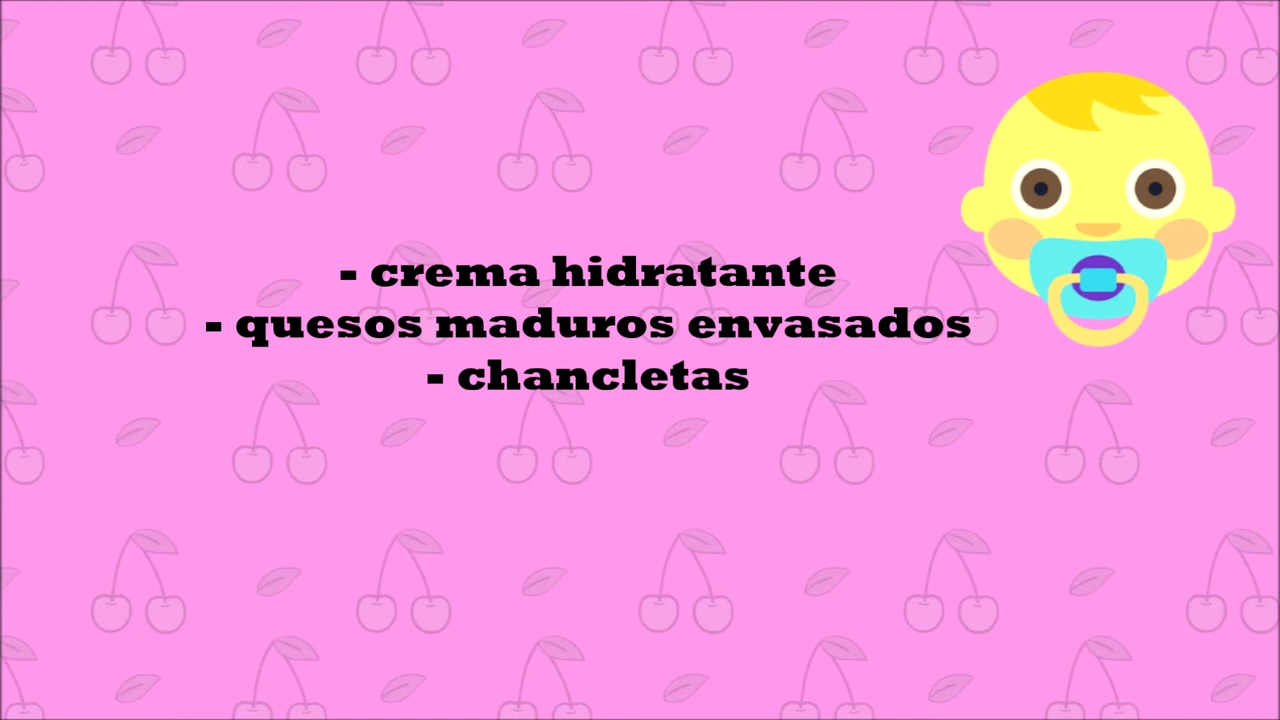 - crema hidratante
- quesos maduros envasados
- chancletas